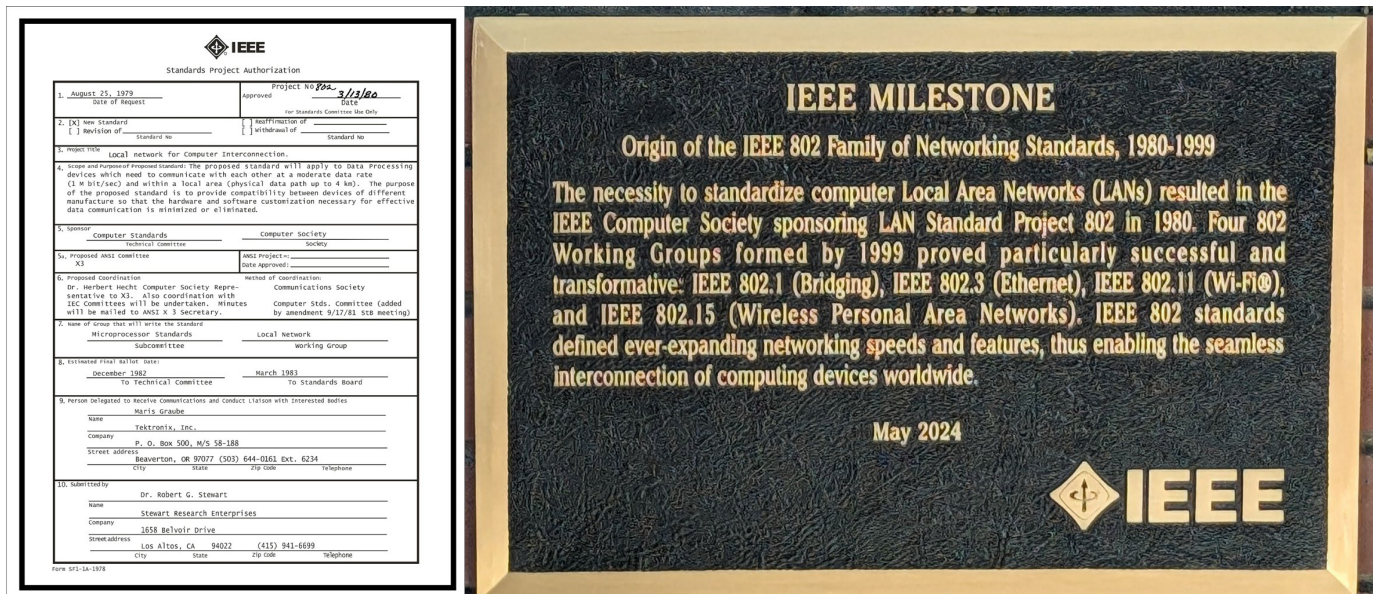 IEEE
Standards Project Authorization
1. August 25, 1979
Date of Request
Project No 802
Approved 3/13/80
Date
For Standards Committee Use Only
2. [X] New Standard
[ ] Revision of
Standard No
[ ] Reaffirmation of
[ ] Withdrawal of
Standard No
3. Project Title
Local network for Computer Interconnection.
4. Scope and Purpose of Proposed Standard: The proposed standard will apply to Data Processing
devices which need to communicate with each other at a moderate data rate
(1 M bit/sec) and within a local area (physical data path up to 4 km). The purpose
of the proposed standard is to provide compatibility between devices of different
manufacture so that the hardware and software customization necessary for effective
data communication is minimized or eliminated.
5. Sponsor
Computer Standards
Technical Committee
Computer Society
Society
5a. Proposed ANSI Committee
X3
ANSI Project =:
Date Approved:
6. Proposed Coordination
Dr. Herbert Hecht Computer Society Repre-
sentative to X3. Also coordination with
IEC Committees will be undertaken. Minutes
will be mailed to ANSI X 3 Secretary.
Method of Coordination:
Communications Society
Computer Stds. Committee (added
by amendment 9/17/81 StB meeting)
7. Name of Group that will Write the Standard
Microprocessor Standards
Subcommittee
Local Network
Working Group
8. Estimated Final Ballot Date:
December 1982
To Technical Committee
March 1983
To Standards Board
9. Person Delegated to Receive Communications and Conduct Liaison with Interested Bodies
Maris Graube
Name
Tektronix, Inc.
Company
P. O. Box 500, M/S 58-188
Street address
Beaverton, OR 97077 (503) 644-0161 Ext. 6234
City State Zip Code Telephone
10. Submitted by
Dr. Robert G. Stewart
Name
Stewart Research Enterprises
Company
1658 Belvoir Drive
Street address
Los Altos, CA 94022 (415) 941-6699
City State Zip Code Telephone
Form SF1-1A-1978
IEEE MILESTONE
Origin of the IEEE 802 Family of Networking Standards, 1980-1999
The necessity to standardize computer Local Area Networks (LANs) resulted in the
IEEE Computer Society sponsoring LAN Standard Project 802 in 1980. Four 802
Working Groups formed by 1999 proved particularly successful and
transformative: IEEE 802.1 (Bridging), IEEE 802.3 (Ethernet), IEEE 802.11 (Wi-Fi®),
and IEEE 802.15 (Wireless Personal Area Networks). IEEE 802 standards
defined ever-expanding networking speeds and features, thus enabling the seamless
interconnection of computing devices worldwide.
May 2024
IEEE